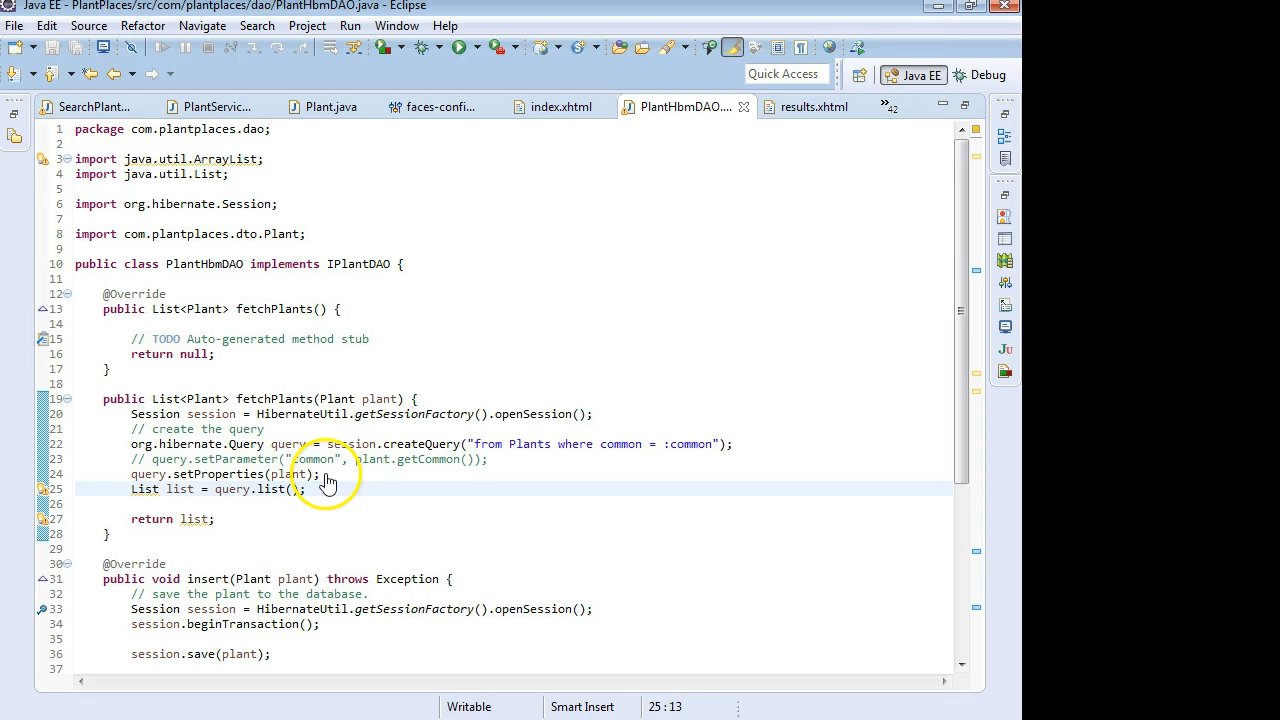 Java EE - PlantPlaces/src/com/plantplaces/dao/PlantHbmDAO.java - Eclipse
File Edit Source Refactor Navigate Search Project Run Window Help
Quick Access Java EE Debug
SearchPlant... PlantServic... Plant.java faces-confi... index.xhtml PlantHbmDAO.... results.xhtml 42
1 package com.plantplaces.dao;
2
3 import java.util.ArrayList;
4 import java.util.List;
5
6 import org.hibernate.Session;
7
8 import com.plantplaces.dto.Plant;
9
10 public class PlantHbmDAO implements IPlantDAO {
11
12 @Override
13 public List<Plant> fetchPlants() {
14
15 // TODO Auto-generated method stub
16 return null;
17 }
18
19 public List<Plant> fetchPlants(Plant plant) {
20 Session session = HibernateUtil.getSessionFactory().openSession();
21 // create the query
22 org.hibernate.Query query = session.createQuery("from Plants where common = :common");
23 // query.setParameter("common", plant.getCommon());
24 query.setProperties(plant);
25 List list = query.list();
26
27 return list;
28 }
29
30 @Override
31 public void insert(Plant plant) throws Exception {
32 // save the plant to the database.
33 Session session = HibernateUtil.getSessionFactory().openSession();
34 session.beginTransaction();
35
36 session.save(plant);
37
Writable Smart Insert 25 : 13